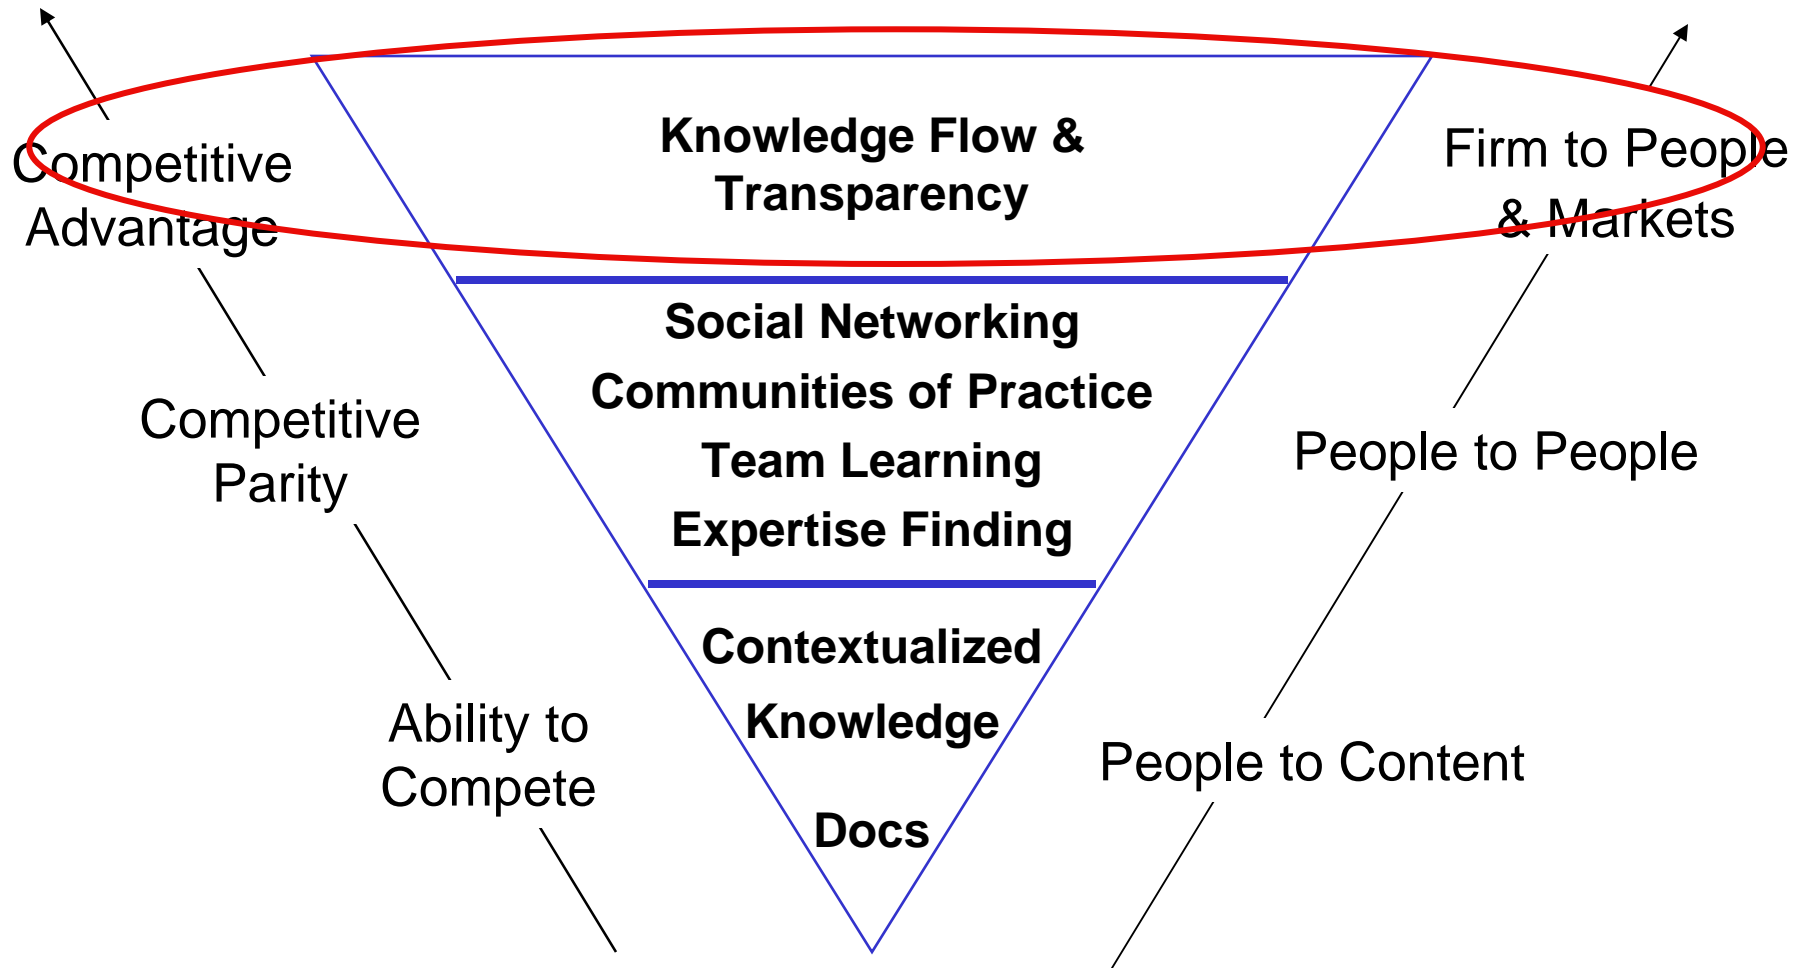 Knowledge Flow &
Transparency
Competitive
Advantage
Firm to People
& Markets
Social Networking
Communities of Practice
Team Learning
Expertise Finding
Competitive
Parity
People to People
Contextualized
Knowledge
Docs
Ability to
Compete
People to Content